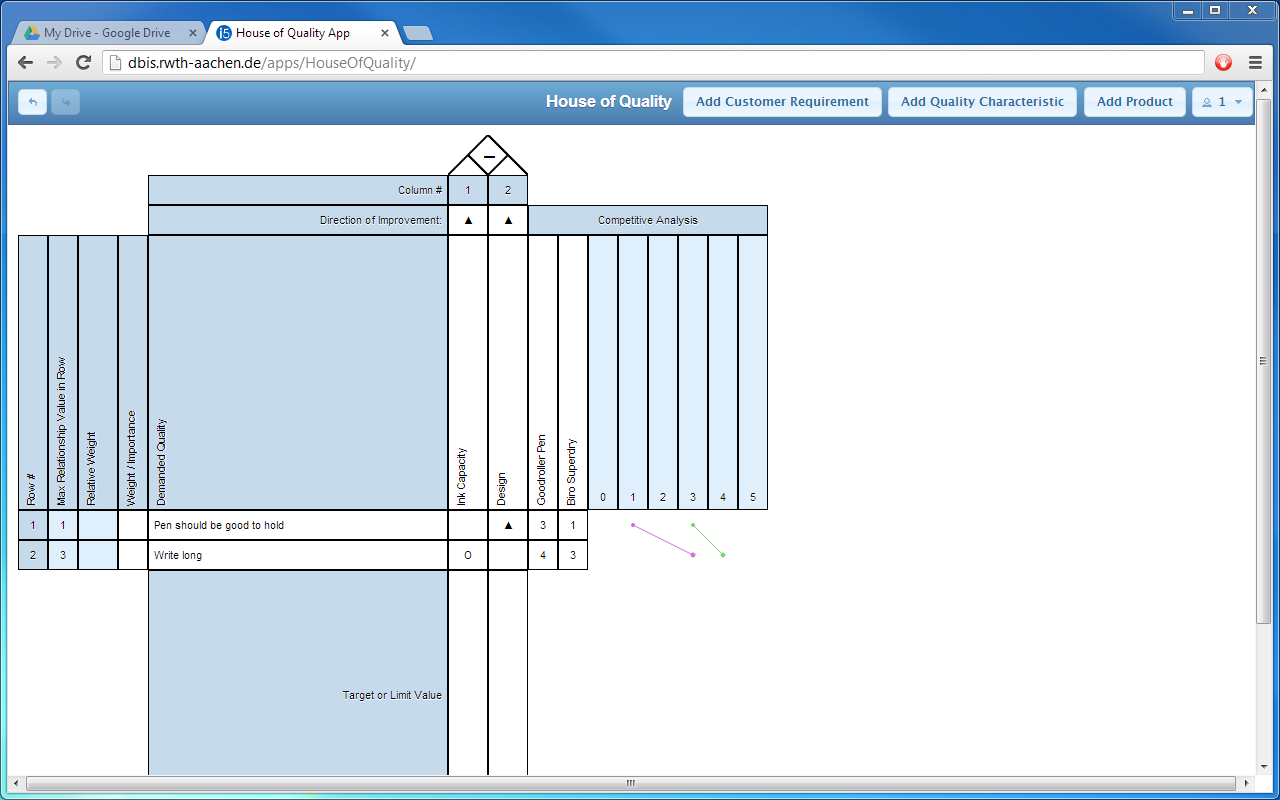 My Drive - Google Drive
House of Quality App
dbis.rwth-aachen.de/apps/HouseOfQuality/
House of Quality
Add Customer Requirement
Add Quality Characteristic
Add Product
1
Column # 1 2
Direction of Improvement: ▲ ▲ Competitive Analysis
Row #
Max Relationship Value in Row
Relative Weight
Weight / Importance
Demanded Quality
Ink Capacity
Design
Goodroller Pen
Biro Superdry
0 1 2 3 4 5
1 1 Pen should be good to hold ▲ 3 1
2 3 Write long O 4 3
Target or Limit Value